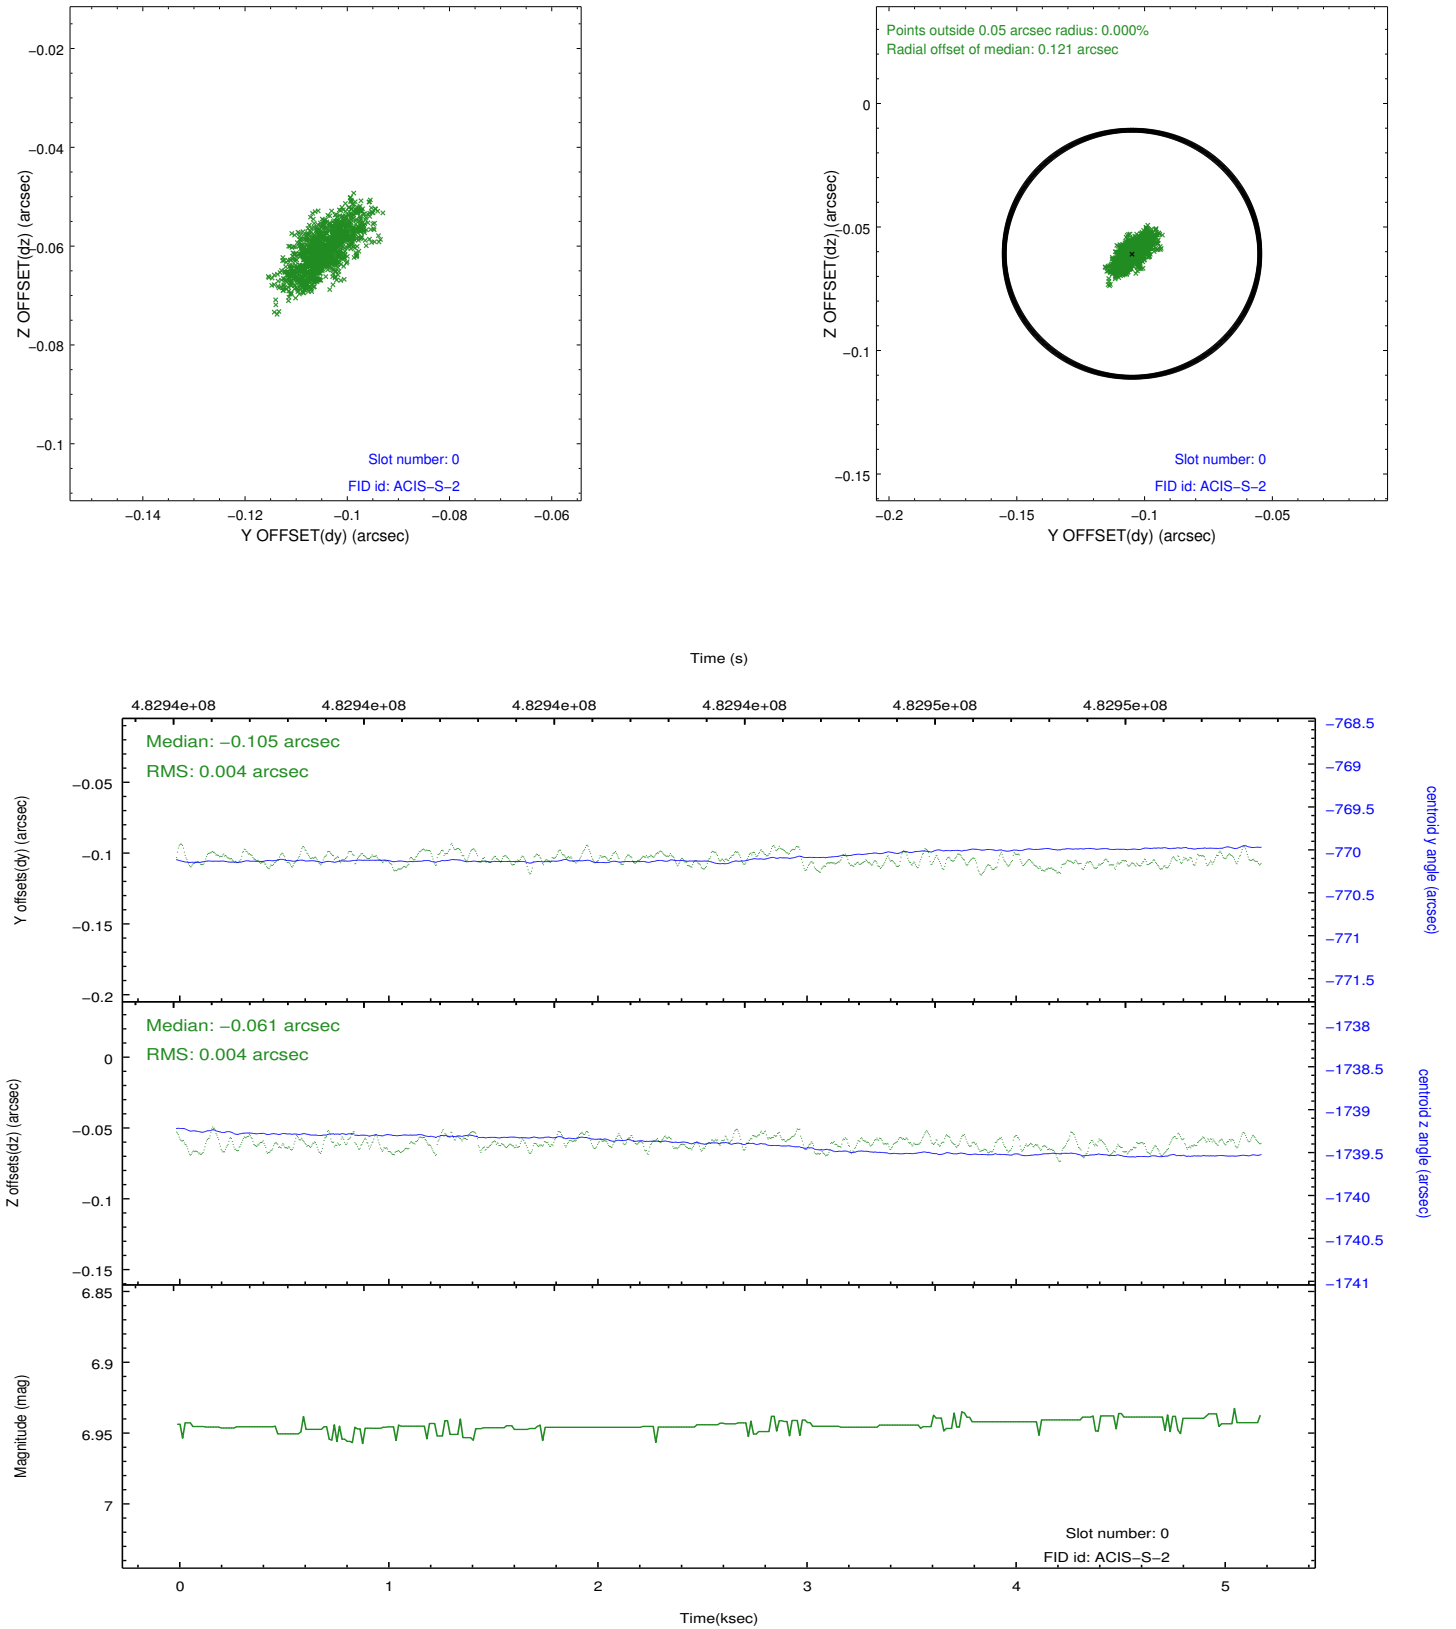 −0.02
−0.04
−0.06
−0.08
−0.1
Z OFFSET(dz) (arcsec)
Slot number: 0
FID id: ACIS−S−2
−0.14
−0.12
−0.1
−0.08
−0.06
Y OFFSET(dy) (arcsec)
Points outside 0.05 arcsec radius: 0.000%
Radial offset of median: 0.121 arcsec
0
−0.05
−0.1
−0.15
Z OFFSET(dz) (arcsec)
Slot number: 0
FID id: ACIS−S−2
−0.2
−0.15
−0.1
−0.05
Y OFFSET(dy) (arcsec)
Time (s)
4.8294e+08
4.8294e+08
4.8294e+08
4.8294e+08
4.8295e+08
4.8295e+08
Median: −0.105 arcsec
RMS: 0.004 arcsec
−0.05
−0.1
−0.15
−0.2
Y offsets(dy) (arcsec)
−768.5
−769
−769.5
−770
−770.5
−771
−771.5
centroid y angle (arcsec)
Median: −0.061 arcsec
RMS: 0.004 arcsec
0
−0.05
−0.1
−0.15
Z offsets(dz) (arcsec)
−1738
−1738.5
−1739
−1739.5
−1740
−1740.5
−1741
centroid z angle (arcsec)
6.85
6.9
6.95
7
Magnitude (mag)
Slot number: 0
FID id: ACIS−S−2
0
1
2
3
4
5
Time(ksec)